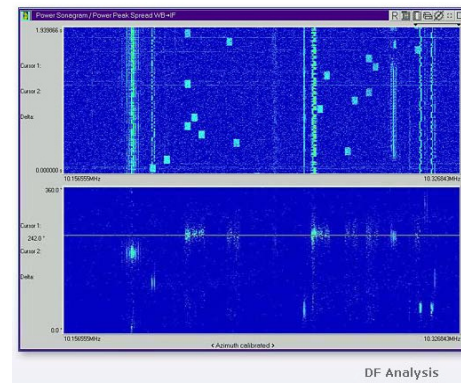 Power Sonagram / Power Peak Spread WB+IF
R
1.939066 s
Cursor 1:
Cursor 2:
Delta:
0.000000 s
10.156555MHz 10.326843MHz
360.0 °
Cursor 1:
242.0 °
Cursor 2:
Delta:
0.0 °
10.156555MHz 10.326843MHz
< Azimuth calibrated >
DF Analysis